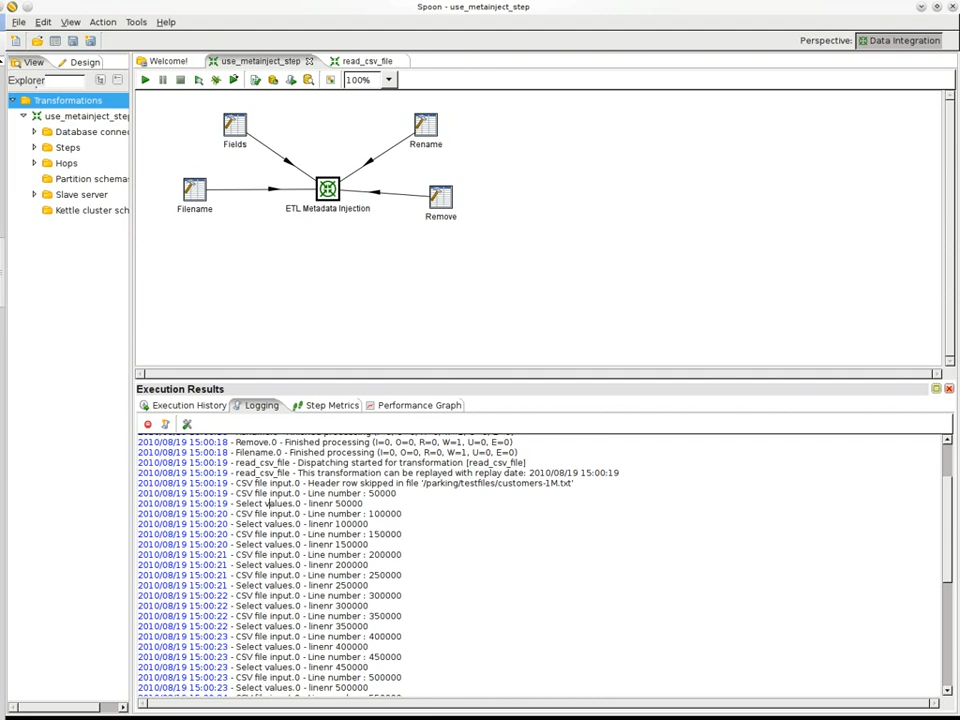 Spoon - use_metainject_step
File Edit View Action Tools Help
Perspective: Data Integration
View Design
Welcome! use_metainject_step read_csv_file
Explorer
100%
Transformations
use_metainject_step
Database connec
Steps
Hops
Partition schemas
Slave server
Kettle cluster sch
Fields
Rename
Filename
ETL Metadata Injection
Remove
Execution Results
Execution History Logging Step Metrics Performance Graph
2010/08/19 15:00:18 - Remove.0 - Finished processing (I=0, O=0, R=0, W=1, U=0, E=0)
2010/08/19 15:00:18 - Filename.0 - Finished processing (I=0, O=0, R=0, W=1, U=0, E=0)
2010/08/19 15:00:19 - read_csv_file - Dispatching started for transformation [read_csv_file]
2010/08/19 15:00:19 - read_csv_file - This transformation can be replayed with replay date: 2010/08/19 15:00:19
2010/08/19 15:00:19 - CSV file input.0 - Header row skipped in file '/parking/testfiles/customers-1M.txt'
2010/08/19 15:00:19 - CSV file input.0 - Line number : 50000
2010/08/19 15:00:19 - Select values.0 - linenr 50000
2010/08/19 15:00:20 - CSV file input.0 - Line number : 100000
2010/08/19 15:00:20 - Select values.0 - linenr 100000
2010/08/19 15:00:20 - CSV file input.0 - Line number : 150000
2010/08/19 15:00:20 - Select values.0 - linenr 150000
2010/08/19 15:00:21 - CSV file input.0 - Line number : 200000
2010/08/19 15:00:21 - Select values.0 - linenr 200000
2010/08/19 15:00:21 - CSV file input.0 - Line number : 250000
2010/08/19 15:00:21 - Select values.0 - linenr 250000
2010/08/19 15:00:22 - CSV file input.0 - Line number : 300000
2010/08/19 15:00:22 - Select values.0 - linenr 300000
2010/08/19 15:00:22 - CSV file input.0 - Line number : 350000
2010/08/19 15:00:22 - Select values.0 - linenr 350000
2010/08/19 15:00:23 - CSV file input.0 - Line number : 400000
2010/08/19 15:00:23 - Select values.0 - linenr 400000
2010/08/19 15:00:23 - CSV file input.0 - Line number : 450000
2010/08/19 15:00:23 - Select values.0 - linenr 450000
2010/08/19 15:00:23 - CSV file input.0 - Line number : 500000
2010/08/19 15:00:23 - Select values.0 - linenr 500000